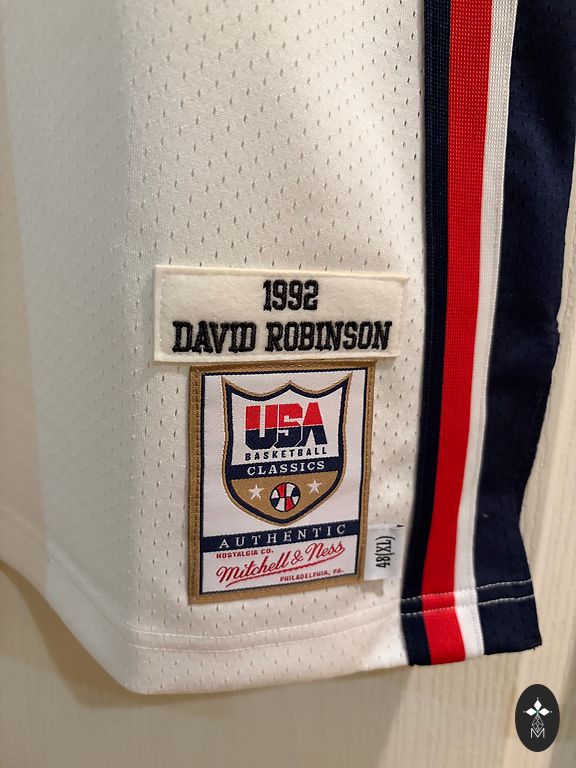 1992
DAVID ROBINSON
USA
BASKETBALL
CLASSICS
AUTHENTIC
NOSTALGIA CO.
Mitchell & Ness
PHILADELPHIA, PA.
48(XL)
M